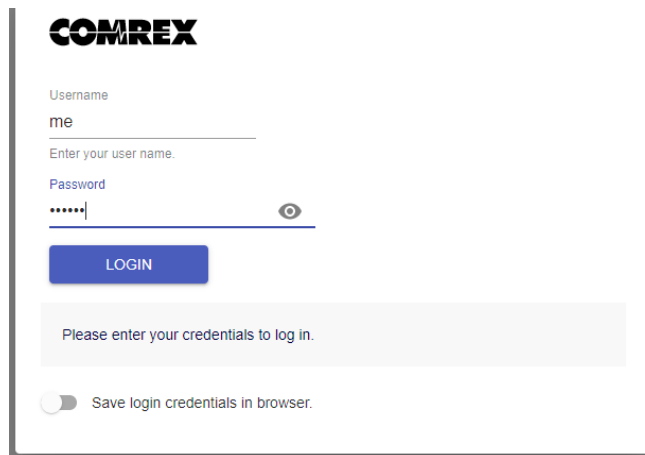 COMREX
Username
me
Enter your user name.
Password
••••••
LOGIN
Please enter your credentials to log in.
Save login credentials in browser.